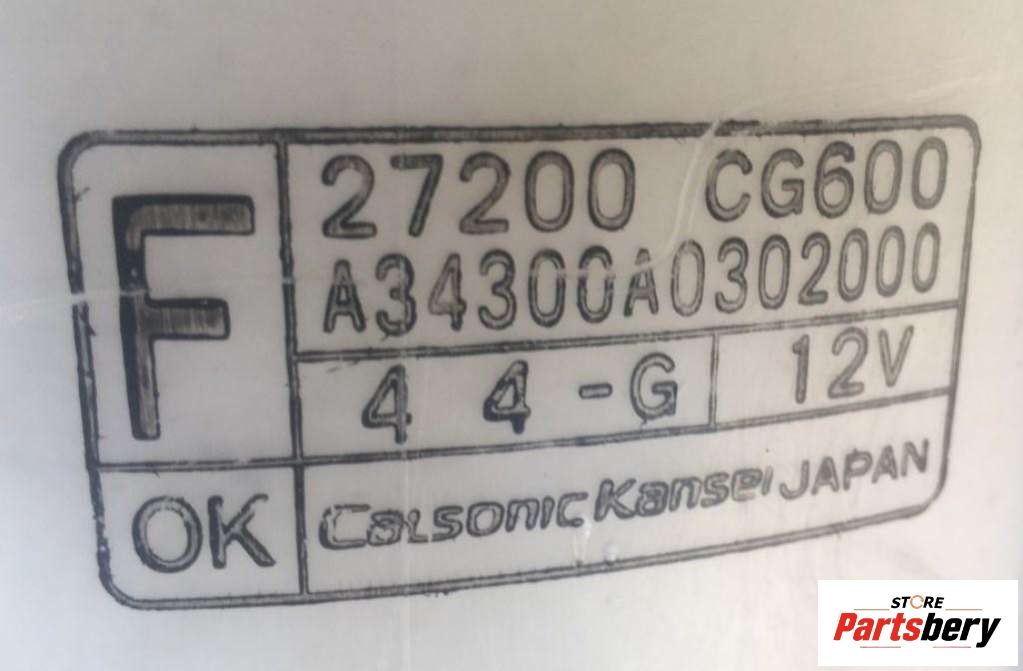 F
27200 CG600
A34300A0302000
4 4 -G
12V
OK
Calsonic Kansei JAPAN
STORE
Partsbery